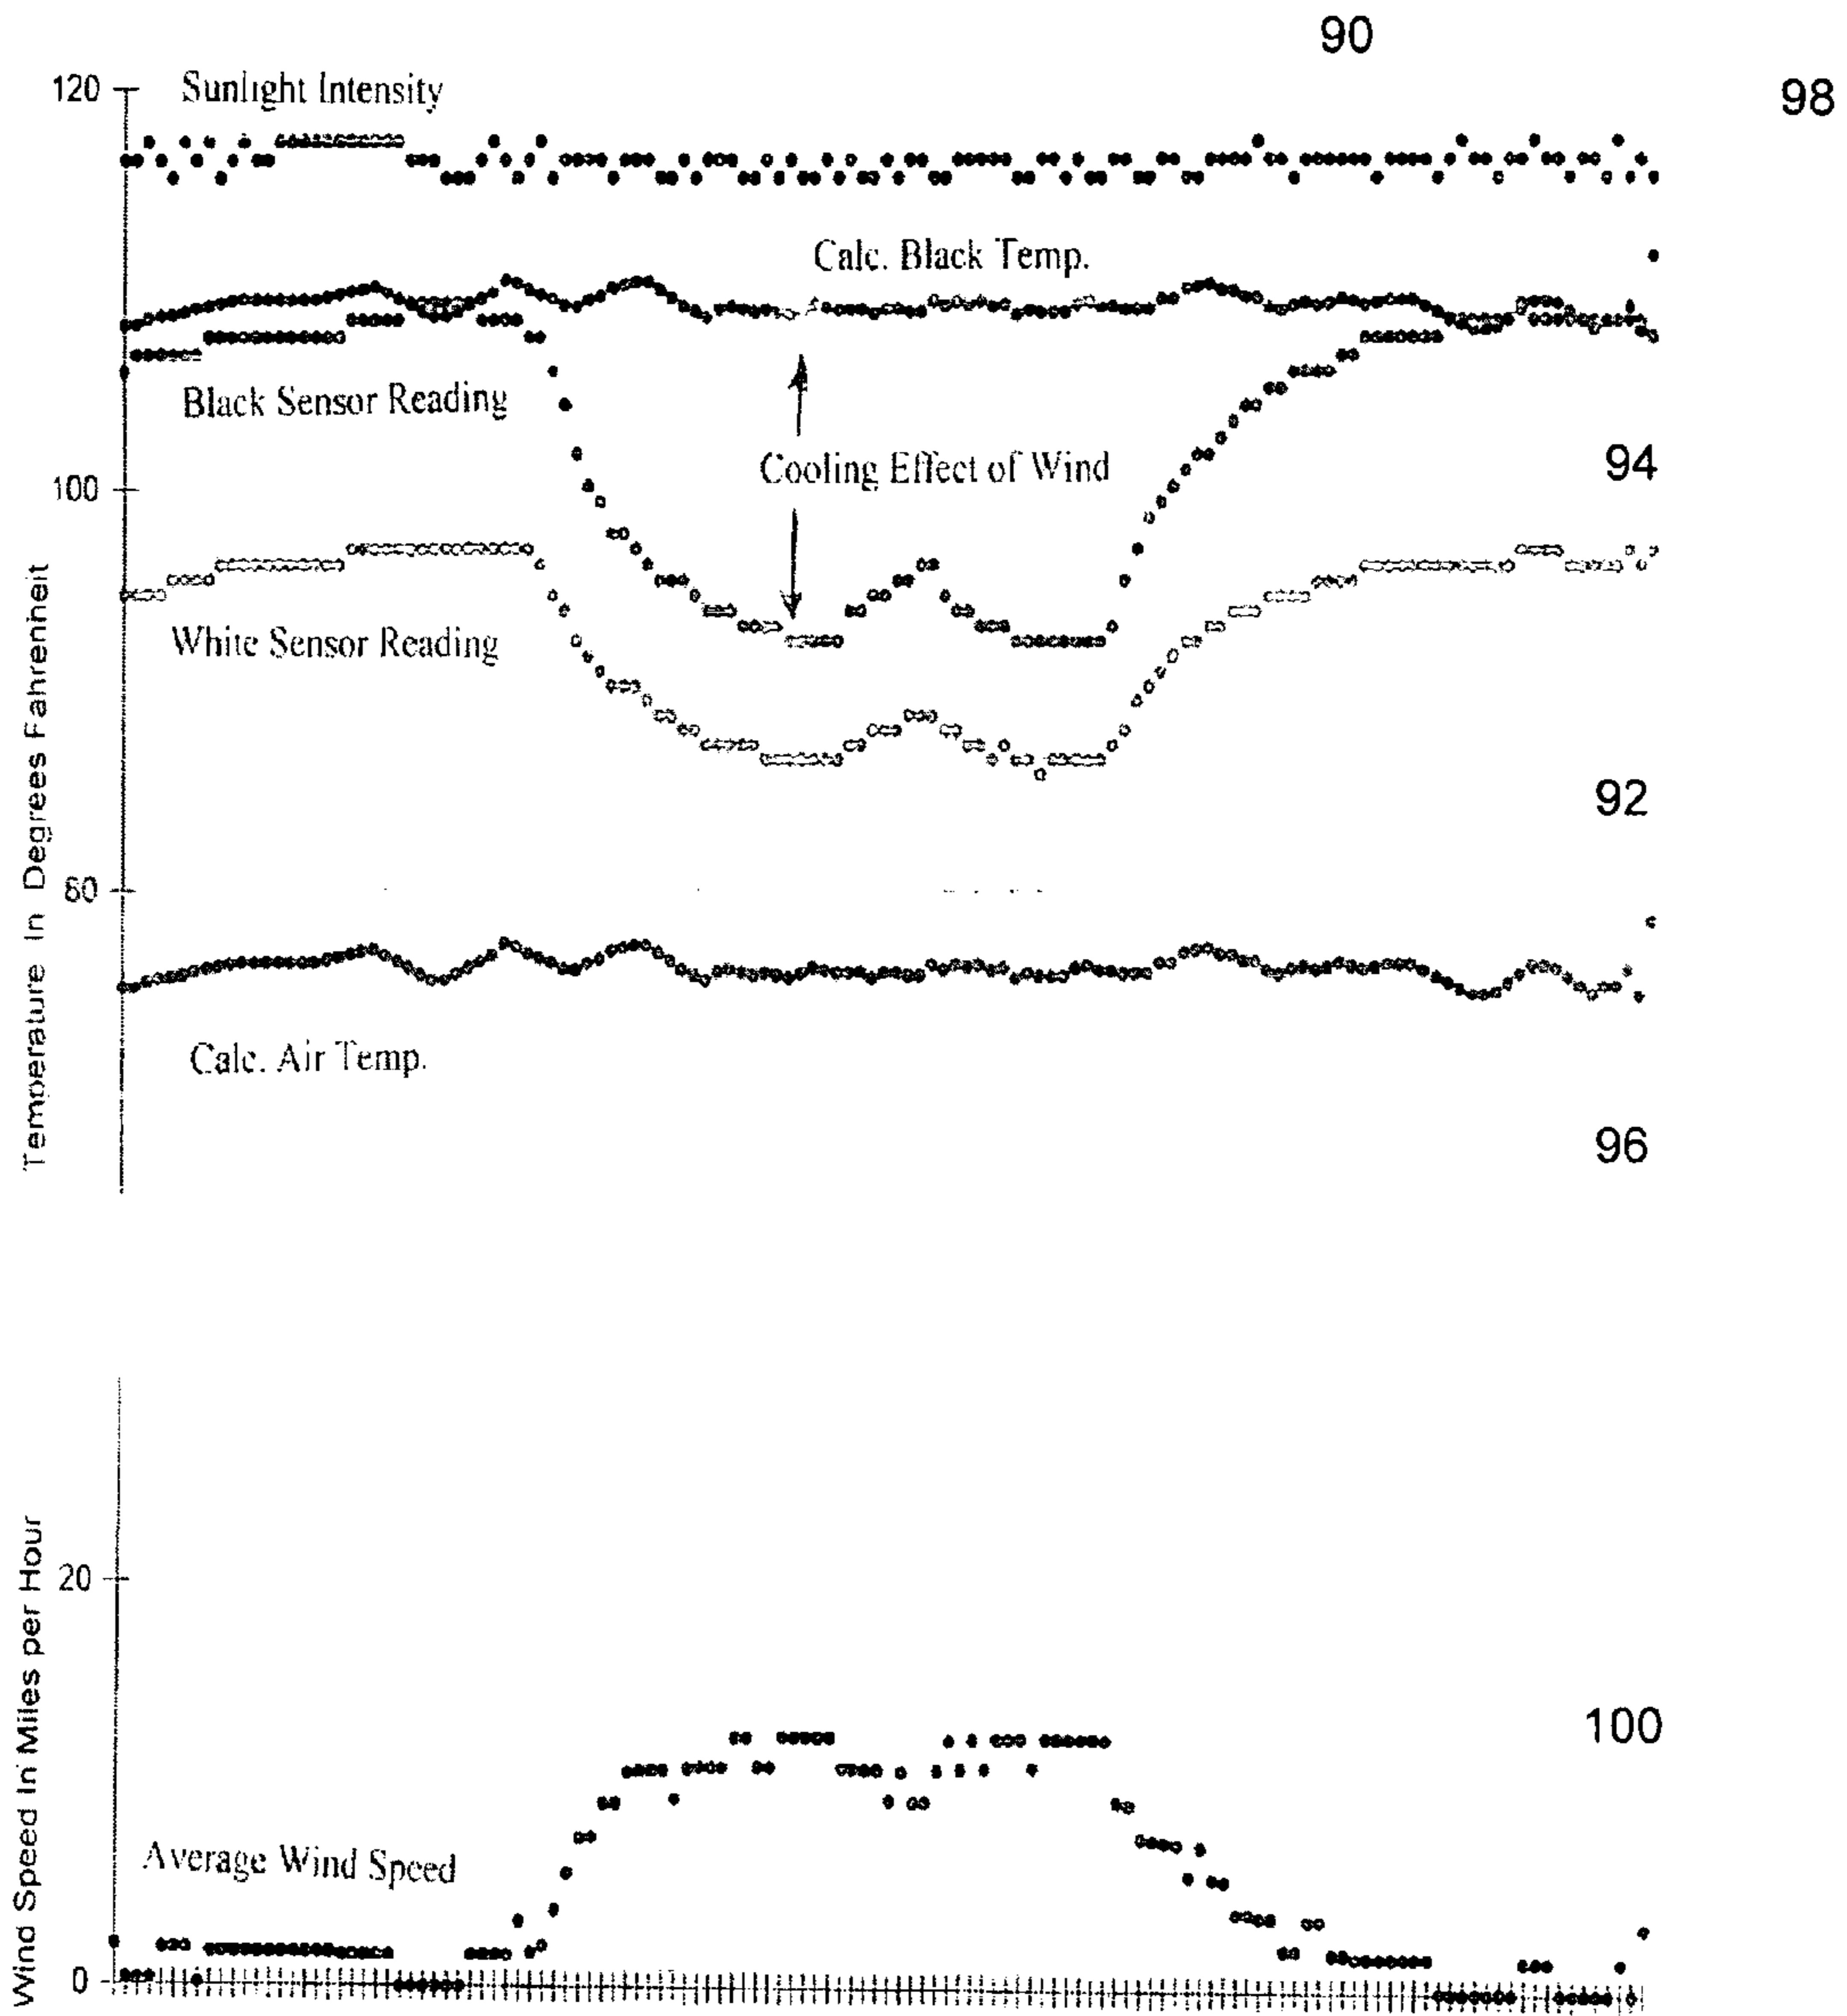 90
120
Sunlight Intensity
98
Calc. Black Temp.
Black Sensor Reading
Cooling Effect of Wind
94
100
White Sensor Reading
Temperature In Degrees Fahrenheit
92
80
Calc. Air Temp.
96
20
Wind Speed In Miles per Hour
100
Average Wind Speed
0